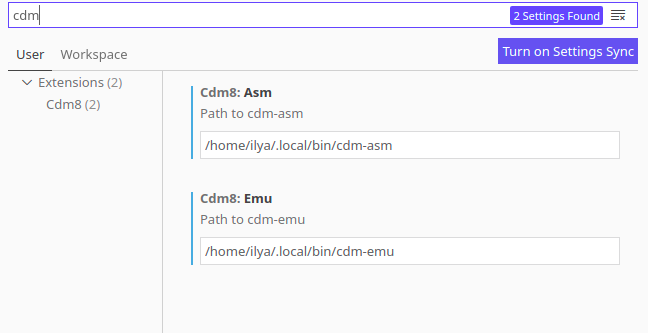 cdm
2 Settings Found
User
Workspace
Turn on Settings Sync
Extensions (2)
Cdm8 (2)
Cdm8: Asm
Path to cdm-asm
/home/ilya/.local/bin/cdm-asm
Cdm8: Emu
Path to cdm-emu
/home/ilya/.local/bin/cdm-emu